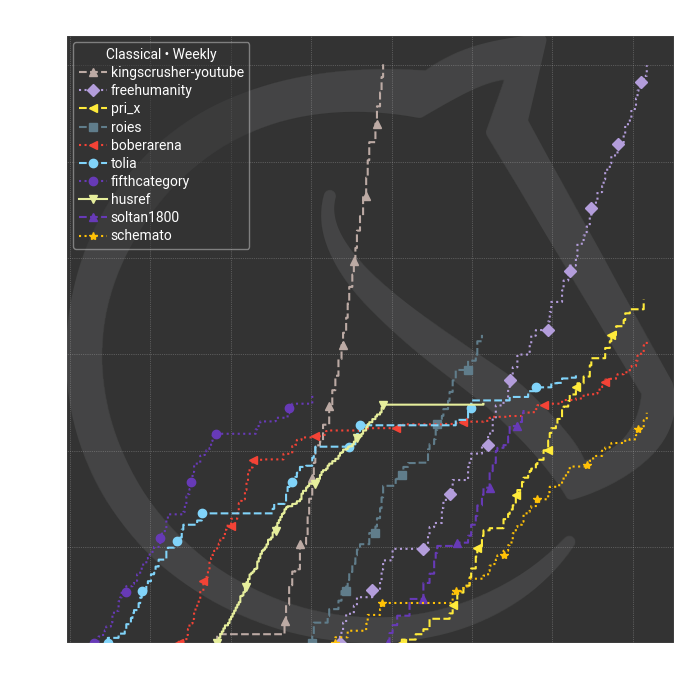 Classical • Weekly
kingscrusher-youtube
freehumanity
pri_x
roies
boberarena
tolia
fifthcategory
husref
soltan1800
schemato